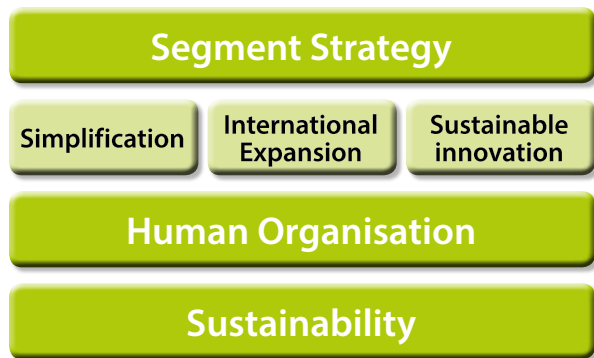 Segment Strategy
Simplification
International
Expansion
Sustainable
innovation
Human Organisation
Sustainability